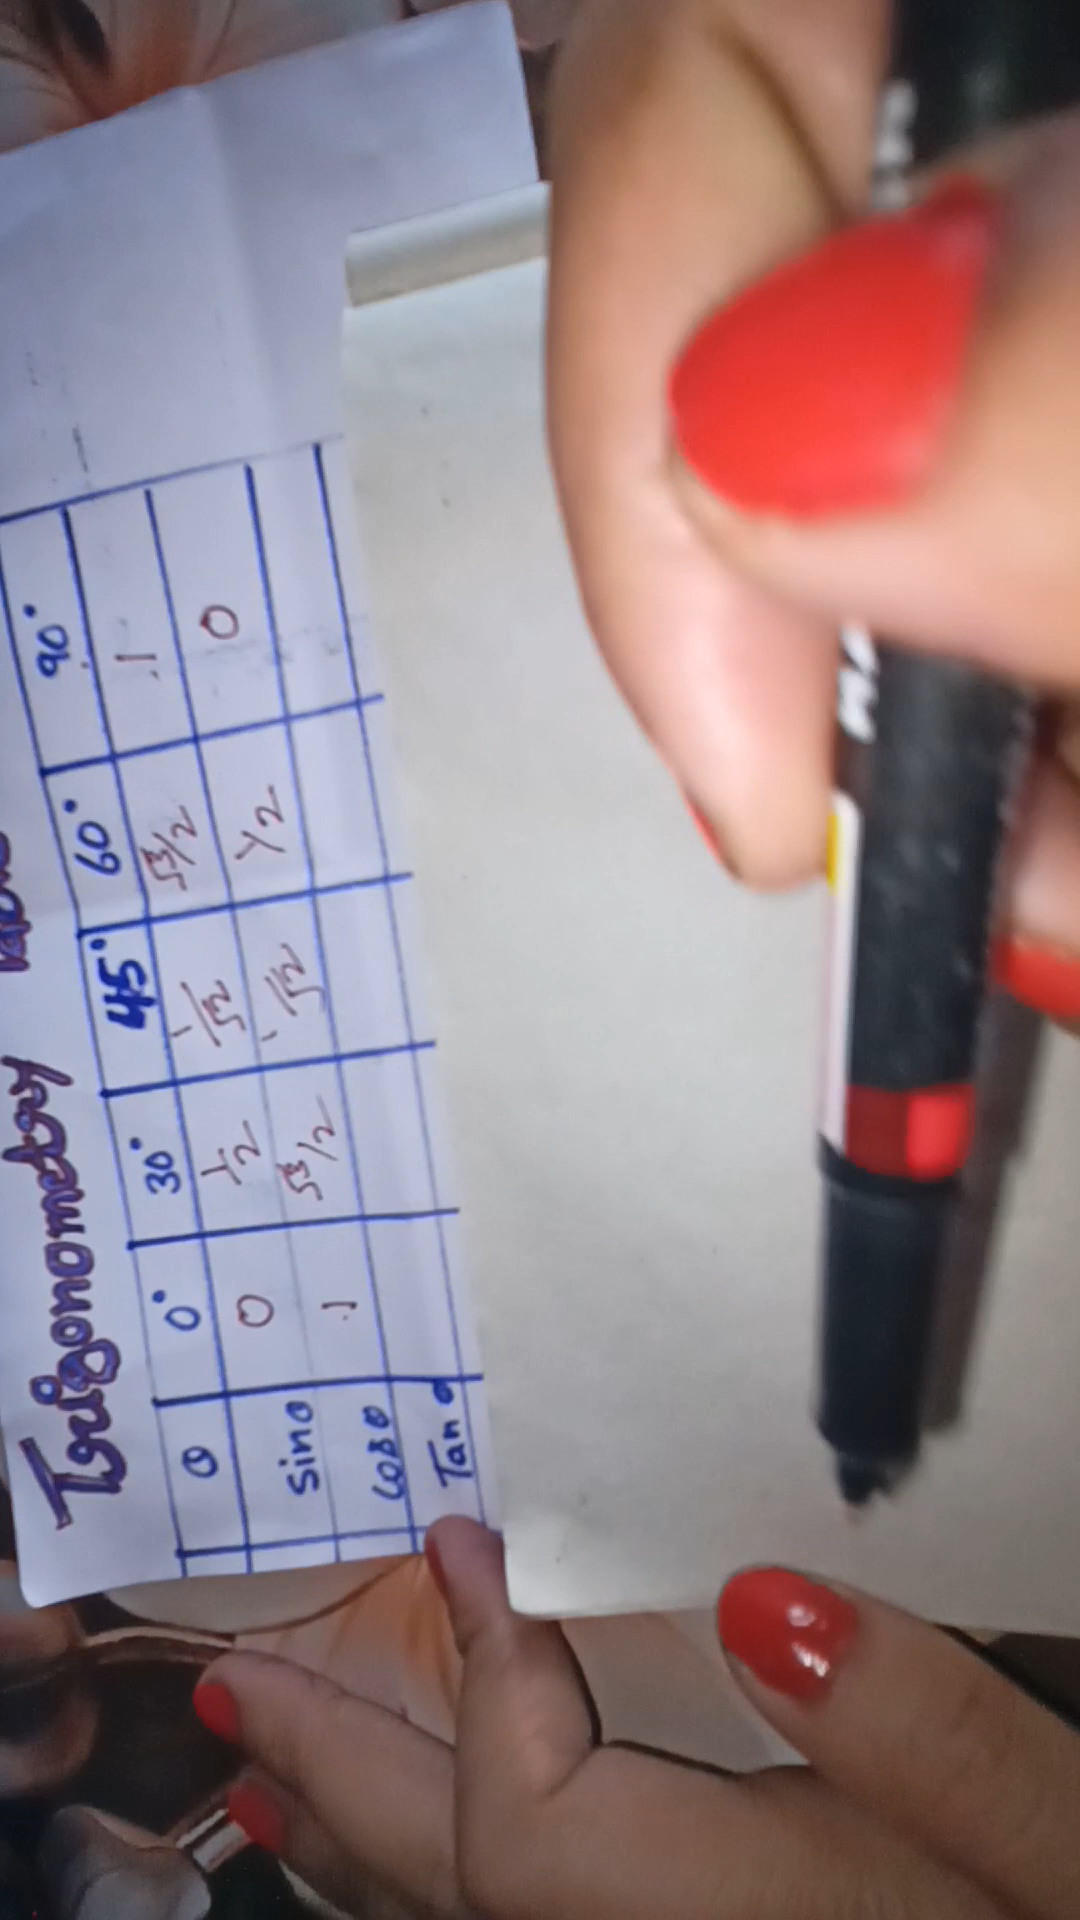 Trigonometry
θ 0° 30° 45° 60° 90°
sinθ 0 1/2 1/√2 √3/2 1
cosθ 1 √3/2 1/√2 1/2 0
Tanθ